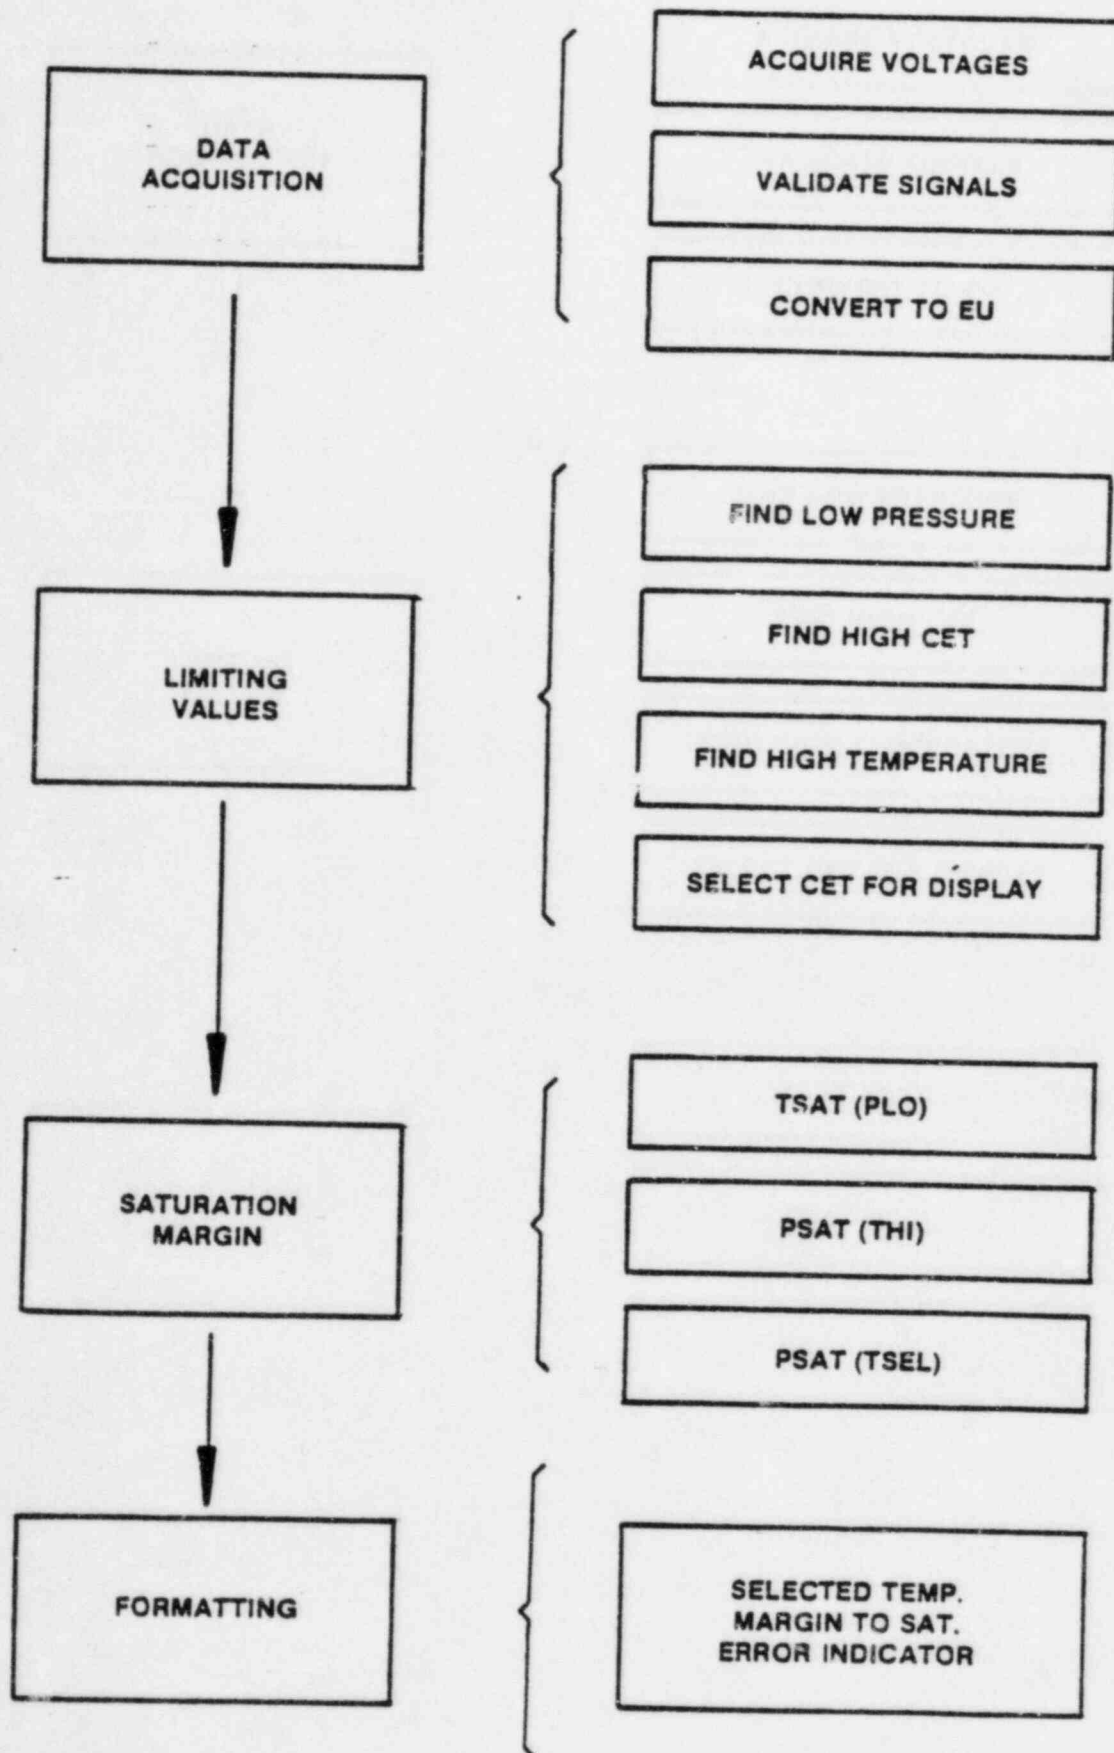 DATA
ACQUISITION
ACQUIRE VOLTAGES
VALIDATE SIGNALS
CONVERT TO EU
LIMITING
VALUES
FIND LOW PRESSURE
FIND HIGH CET
FIND HIGH TEMPERATURE
SELECT CET FOR DISPLAY
SATURATION
MARGIN
TSAT (PLO)
PSAT (THI)
PSAT (TSEL)
FORMATTING
SELECTED TEMP.
MARGIN TO SAT.
ERROR INDICATOR